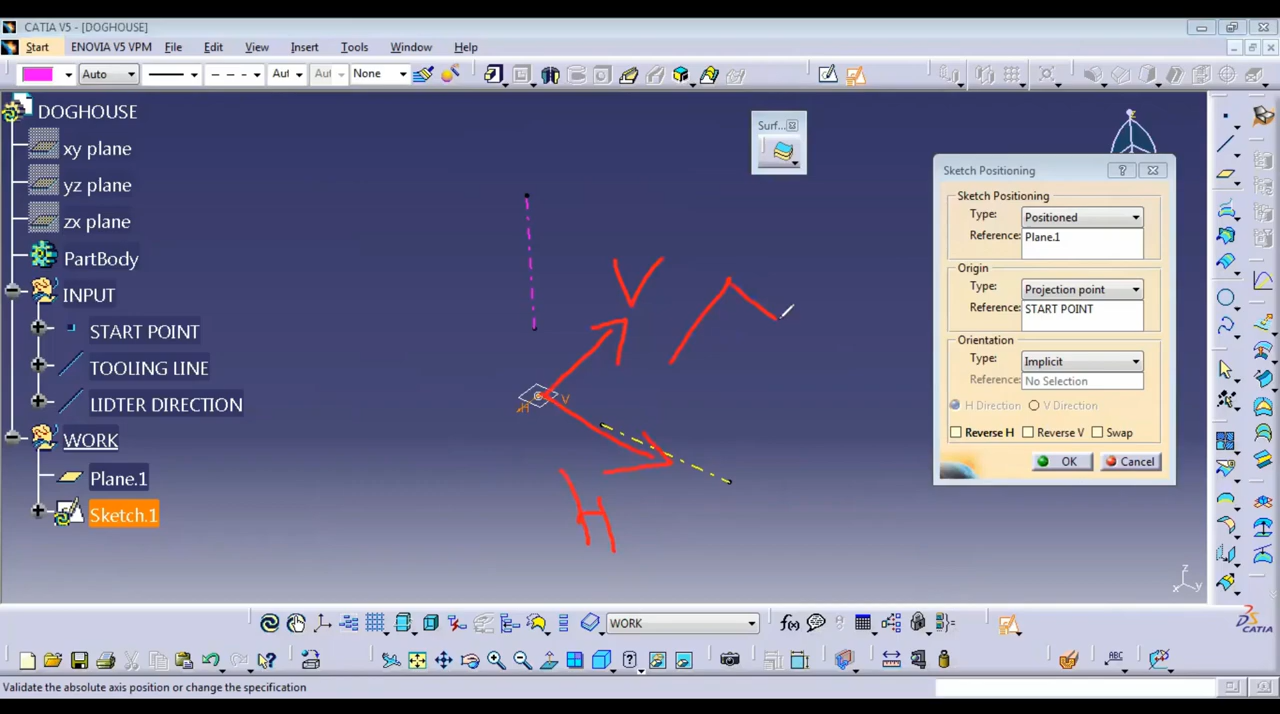 CATIA V5 - [DOGHOUSE]
Start ENOVIA V5 VPM File Edit View Insert Tools Window Help
Auto Aut Aut None
DOGHOUSE
xy plane
yz plane
zx plane
PartBody
INPUT
START POINT
TOOLING LINE
LIDTER DIRECTION
WORK
Plane.1
Sketch.1
Surf...
V
H
H
V
Sketch Positioning
Sketch Positioning
Type: Positioned
Reference: Plane.1
Origin
Type: Projection point
Reference: START POINT
Orientation
Type: Implicit
Reference: No Selection
H Direction V Direction
Reverse H Reverse V Swap
OK Cancel
z
x y
WORK
f(x)
ABC
CATIA
Validate the absolute axis position or change the specification